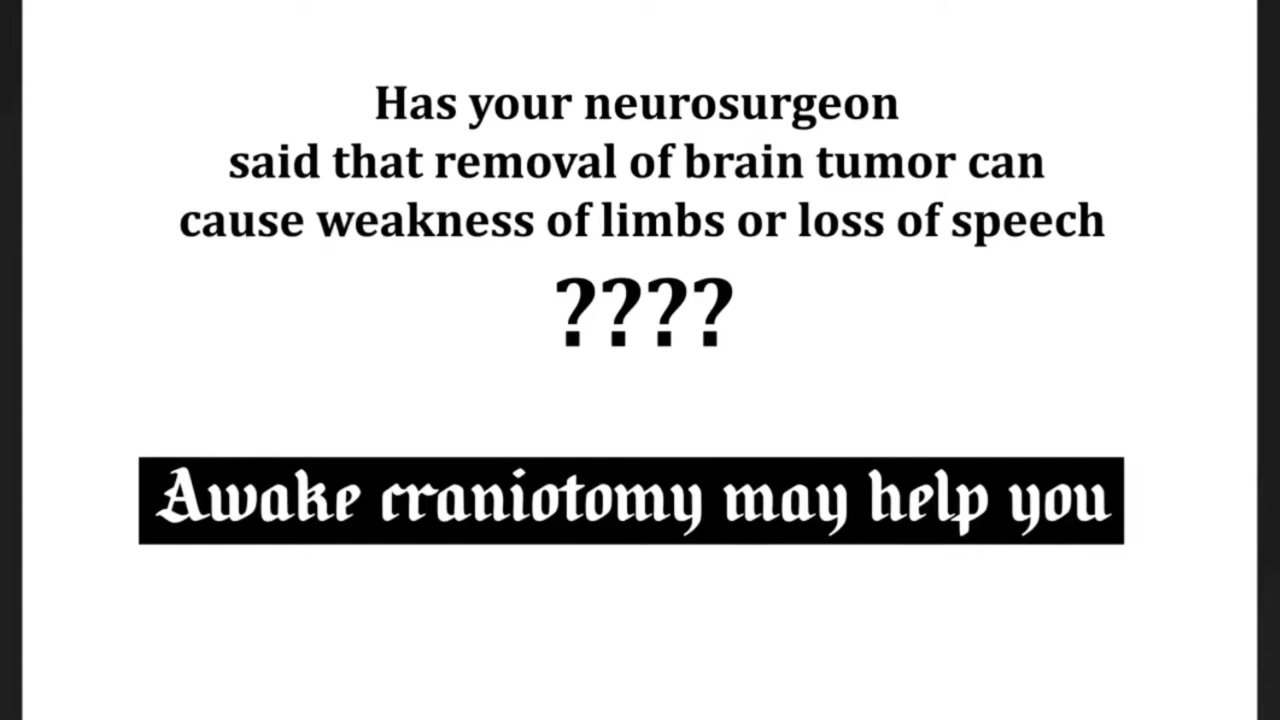 Has your neurosurgeon
said that removal of brain tumor can
cause weakness of limbs or loss of speech
????
Awake craniotomy may help you